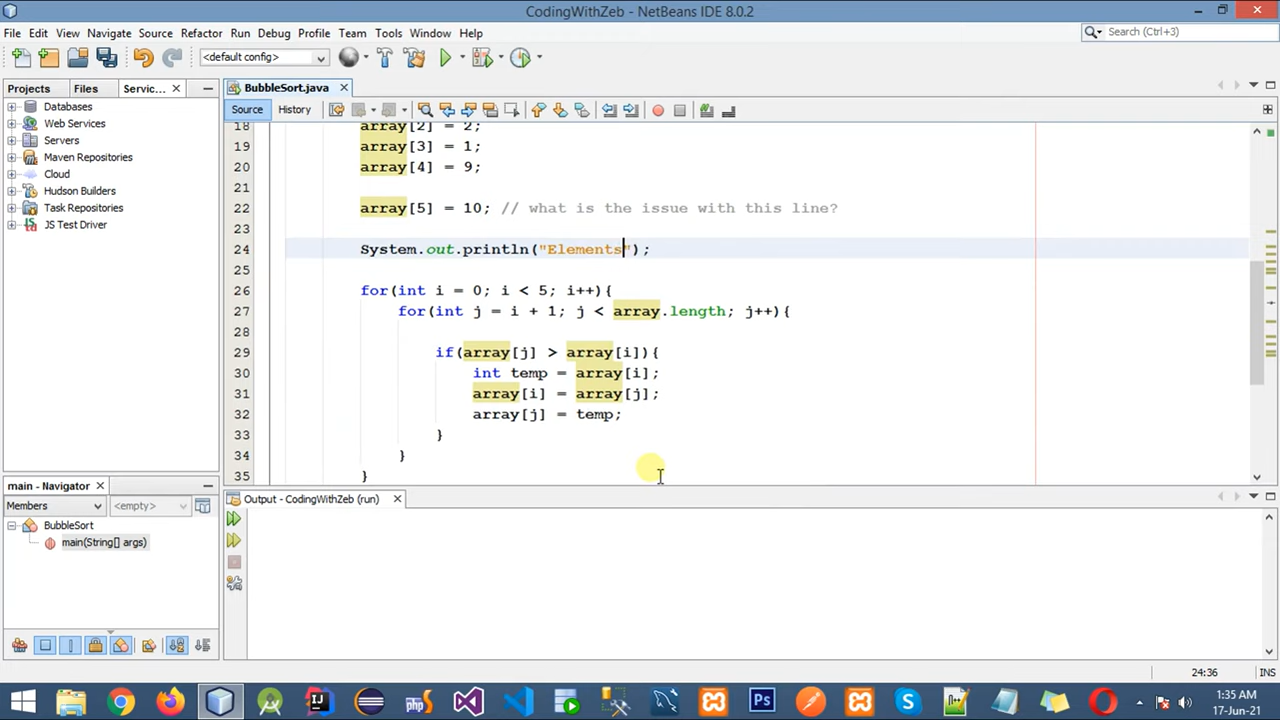 CodingWithZeb - NetBeans IDE 8.0.2
File Edit View Navigate Source Refactor Run Debug Profile Team Tools Window Help
Search (Ctrl+3)
<default config>
Projects Files Servic...
BubbleSort.java
Source History
Databases
Web Services
Servers
Maven Repositories
Cloud
Hudson Builders
Task Repositories
JS Test Driver
18 array[2] = 2;
19 array[3] = 1;
20 array[4] = 9;
21
22 array[5] = 10; // what is the issue with this line?
23
24 System.out.println("Elements");
25
26 for(int i = 0; i < 5; i++){
27 for(int j = i + 1; j < array.length; j++){
28
29 if(array[j] > array[i]){
30 int temp = array[i];
31 array[i] = array[j];
32 array[j] = temp;
33 }
34 }
35 }
main - Navigator
Members <empty>
BubbleSort
main(String[] args)
Output - CodingWithZeb (run)
24:36 INS
php
Ps
1:35 AM
17-Jun-21